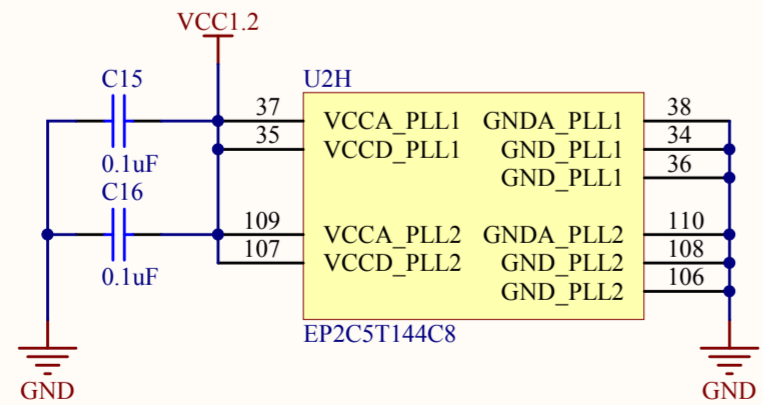 VCC1.2
C15
0.1uF
C16
0.1uF
GND
U2H
37 VCCA_PLL1 GNDA_PLL1 38
35 VCCD_PLL1 GND_PLL1 34
GND_PLL1 36
109 VCCA_PLL2 GNDA_PLL2 110
107 VCCD_PLL2 GND_PLL2 108
GND_PLL2 106
EP2C5T144C8
GND